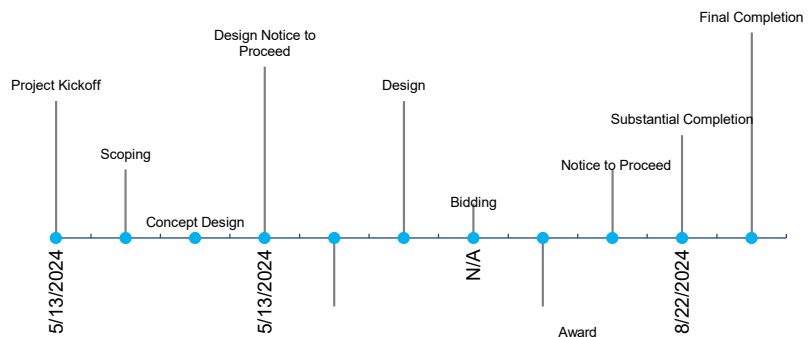 Final Completion
Design Notice to
Proceed
Project Kickoff
Design
Substantial Completion
Scoping
Notice to Proceed
Bidding
Concept Design
5/13/2024
5/13/2024
N/A
8/22/2024
Award